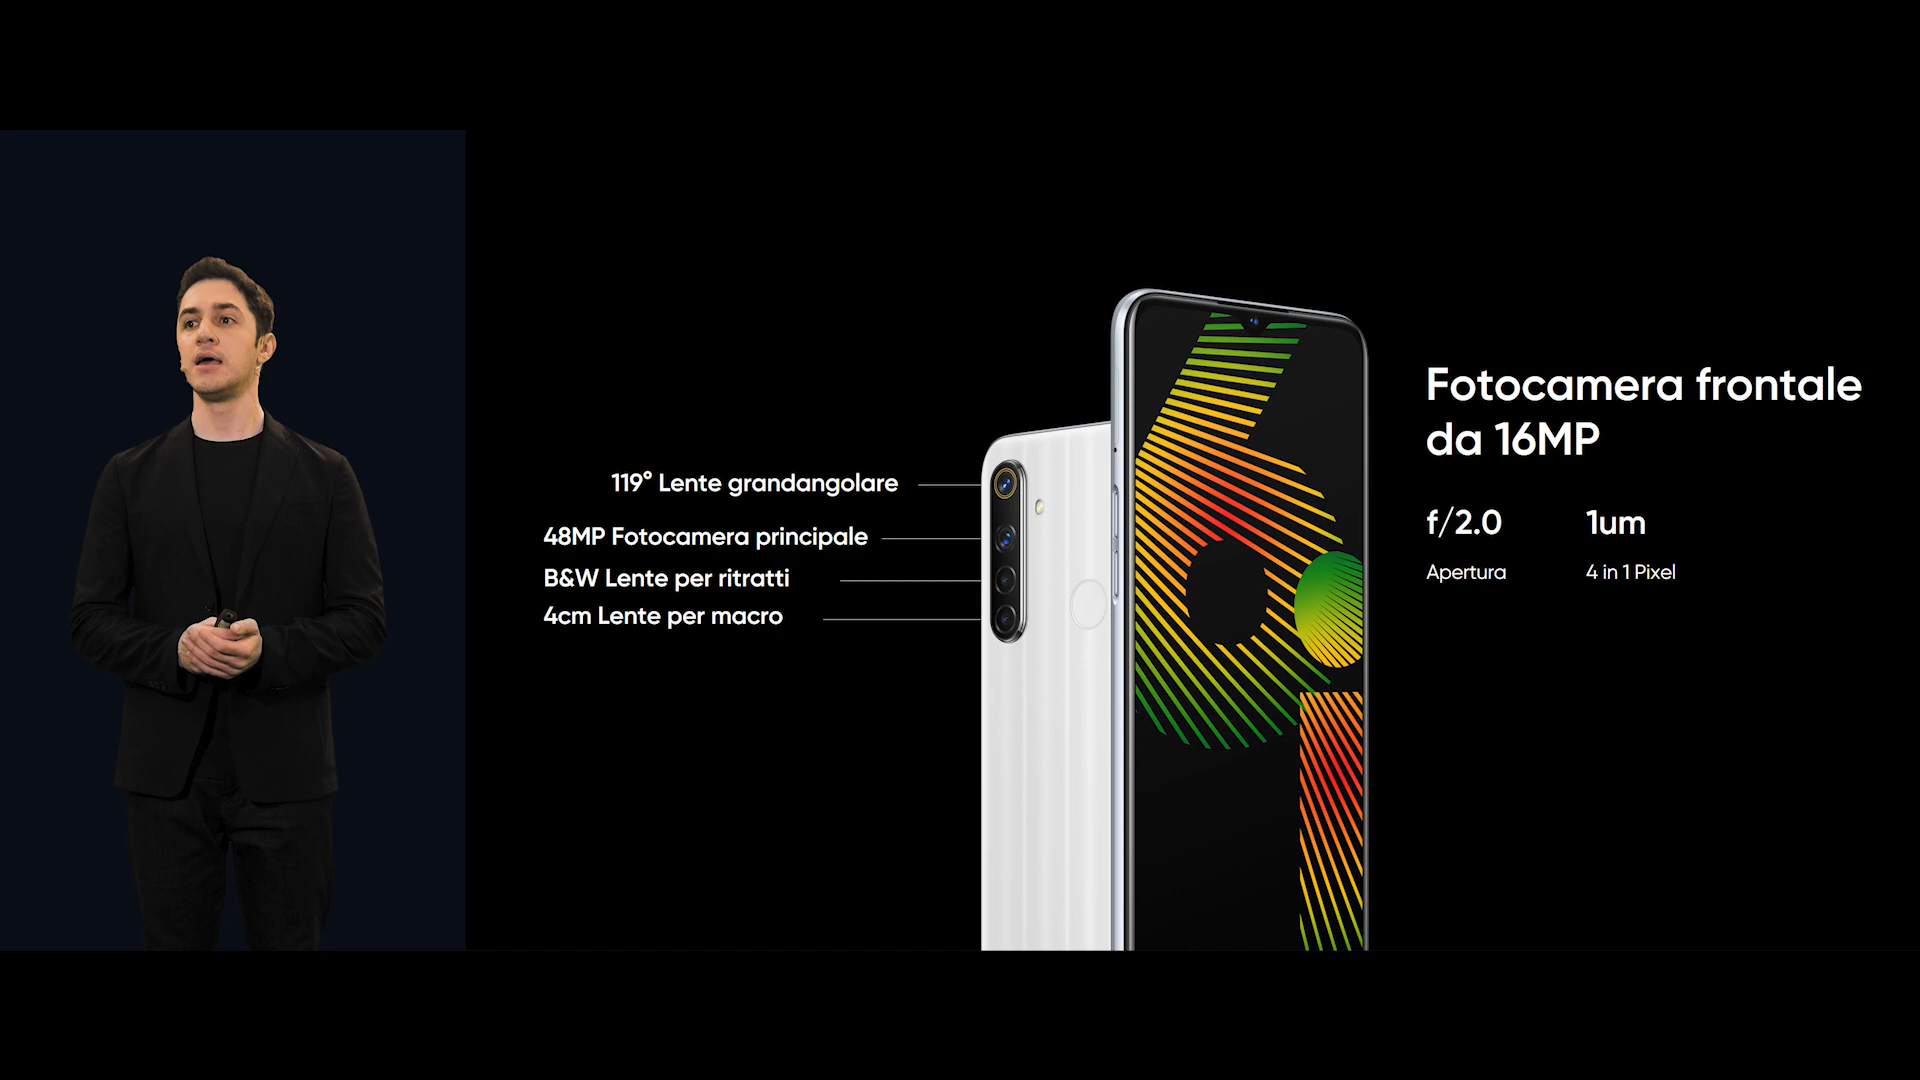 119° Lente grandangolare
48MP Fotocamera principale
B&W Lente per ritratti
4cm Lente per macro
Fotocamera frontale
da 16MP
f/2.0
1um
Apertura
4 in 1 Pixel